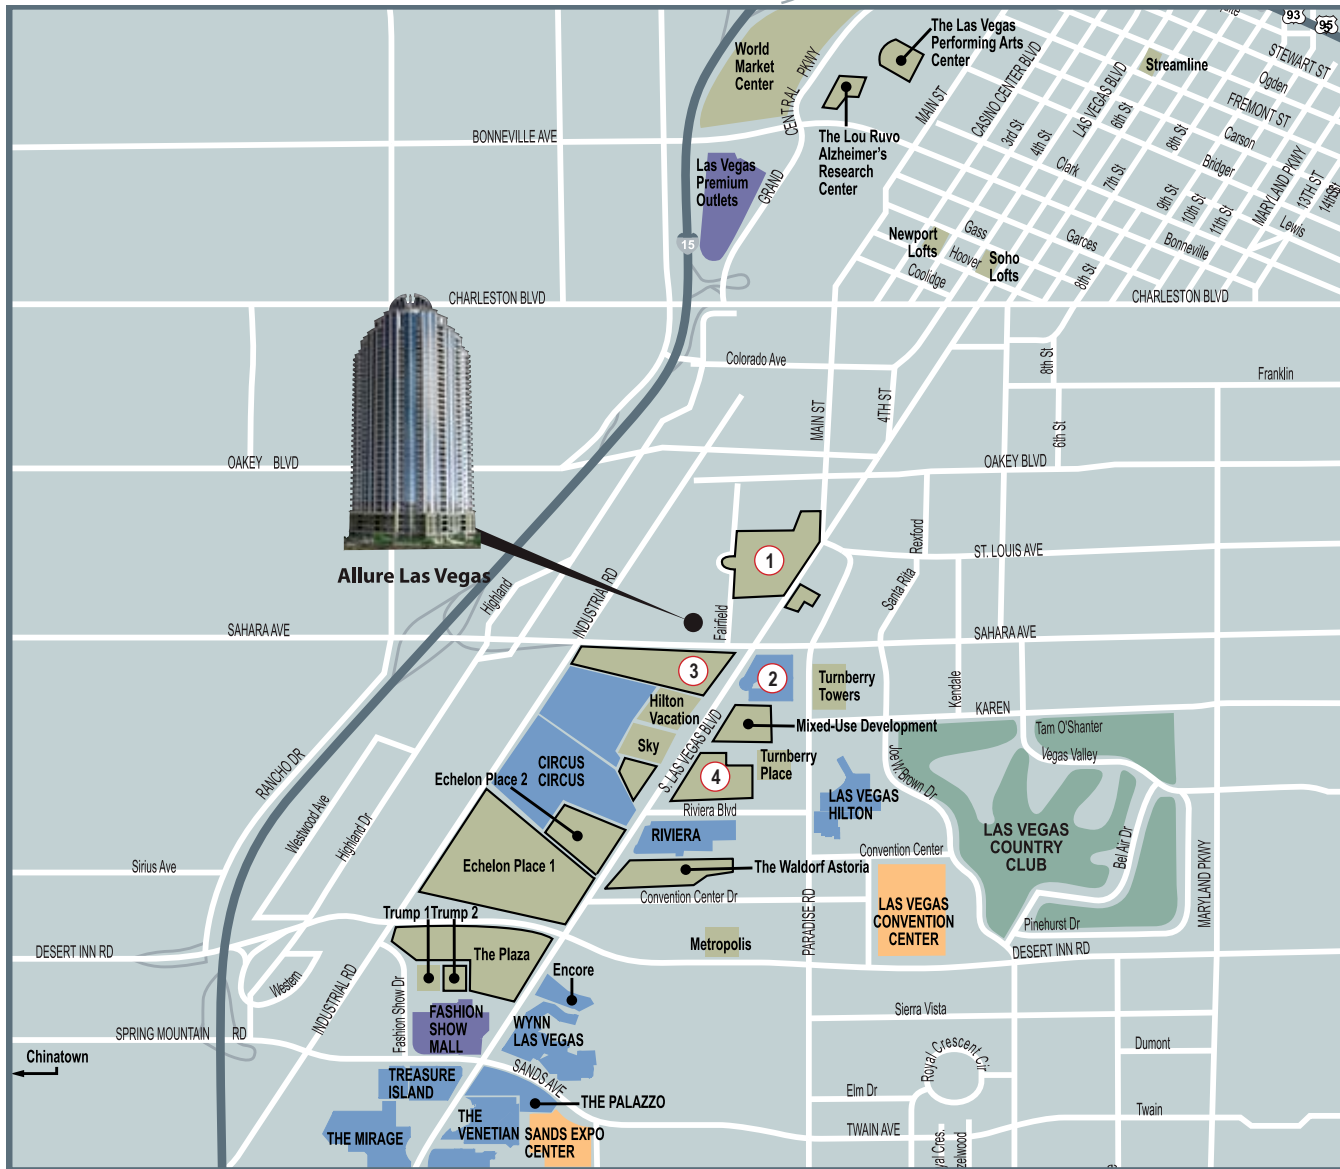 93
95
World
Market
Center
The Las Vegas
Performing Arts
Center
CENTRAL PKWY
GRAND
MAIN ST
CASINO CENTER BLVD
LAS VEGAS BLVD
Streamline
STEWART ST
Ogden
FREMONT ST
Carson
Bridger
3rd St
4th St
6th St
7th St
8th St
9th St
10th St
11th St
MARYLAND PKWY
13TH ST
14th St
Clark
Lewis
Bonneville
BONNEVILLE AVE
The Lou Ruvo
Alzheimer's
Research
Center
Las Vegas
Premium
Outlets
15
Newport
Lofts
Gass
Hoover
Coolidge
Soho
Lofts
Garces
8th St
CHARLESTON BLVD
CHARLESTON BLVD
Colorado Ave
8th St
Franklin
MAIN ST
4TH ST
6th St
OAKEY BLVD
OAKEY BLVD
Allure Las Vegas
Highland
INDUSTRIAL RD
Fairfield
1
Rexford
ST. LOUIS AVE
Santa Rita
SAHARA AVE
SAHARA AVE
3
2
Turnberry
Towers
Kendale
KAREN
Hilton
Vacation
Mixed-Use Development
Tam O'Shanter
Vegas Valley
Sky
S. LAS VEGAS BLVD
4
Turnberry
Place
Joe W Brown Dr
CIRCUS
CIRCUS
Echelon Place 2
RANCHO DR
Westwood Ave
Highland Dr
Riviera Blvd
LAS VEGAS
HILTON
RIVIERA
LAS VEGAS
COUNTRY
CLUB
Bel Air Dr
MARYLAND PKWY
Convention Center
Sirius Ave
Echelon Place 1
The Waldorf Astoria
Convention Center Dr
PARADISE RD
LAS VEGAS
CONVENTION
CENTER
Pinehurst Dr
Trump 1
Trump 2
The Plaza
Metropolis
DESERT INN RD
DESERT INN RD
Western
INDUSTRIAL RD
Fashion Show Dr
Encore
FASHION
SHOW
MALL
WYNN
LAS VEGAS
Sierra Vista
SPRING MOUNTAIN RD
Chinatown
Dumont
Royal Crescent Cir
SANDS AVE
TREASURE
ISLAND
THE PALAZZO
Elm Dr
THE MIRAGE
THE
VENETIAN
SANDS EXPO
CENTER
TWAIN AVE
Twain